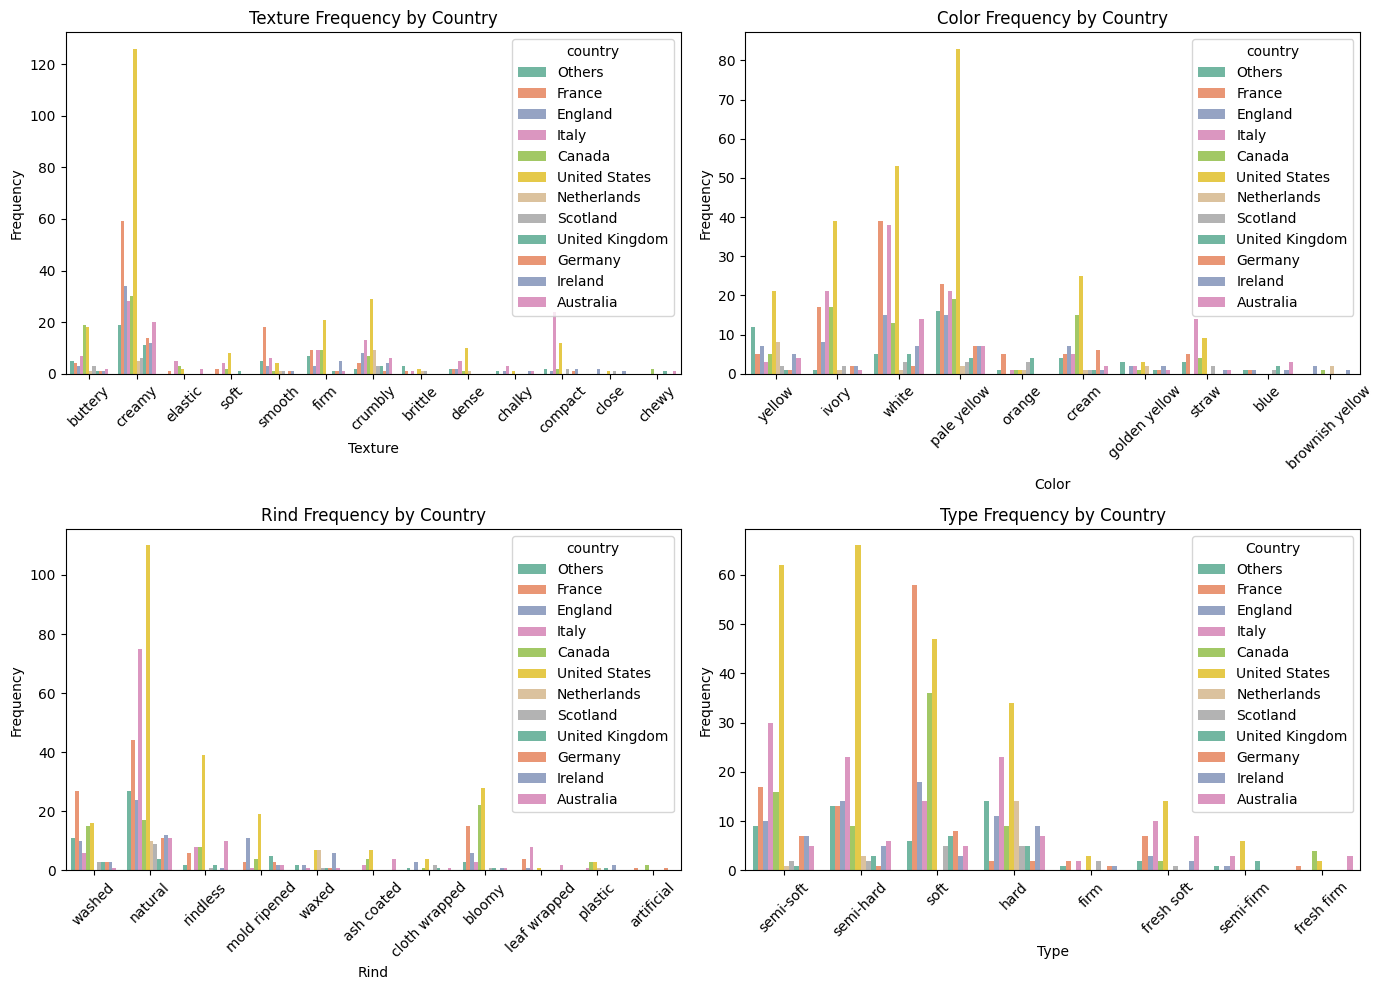 Texture Frequency by Country
Frequency
120
100
80
60
40
20
0
buttery
creamy
elastic
soft
smooth
firm
crumbly
brittle
dense
chalky
compact
close
chewy
Texture
country
Others
France
England
Italy
Canada
United States
Netherlands
Scotland
United Kingdom
Germany
Ireland
Australia
Color Frequency by Country
Frequency
80
70
60
50
40
30
20
10
0
yellow
ivory
white
pale yellow
orange
cream
golden yellow
straw
blue
brownish yellow
Color
country
Others
France
England
Italy
Canada
United States
Netherlands
Scotland
United Kingdom
Germany
Ireland
Australia
Rind Frequency by Country
Frequency
100
80
60
40
20
0
washed
natural
rindless
mold ripened
waxed
ash coated
cloth wrapped
bloomy
leaf wrapped
plastic
artificial
Rind
country
Others
France
England
Italy
Canada
United States
Netherlands
Scotland
United Kingdom
Germany
Ireland
Australia
Type Frequency by Country
Frequency
60
50
40
30
20
10
0
semi-soft
semi-hard
soft
hard
firm
fresh soft
semi-firm
fresh firm
Type
Country
Others
France
England
Italy
Canada
United States
Netherlands
Scotland
United Kingdom
Germany
Ireland
Australia